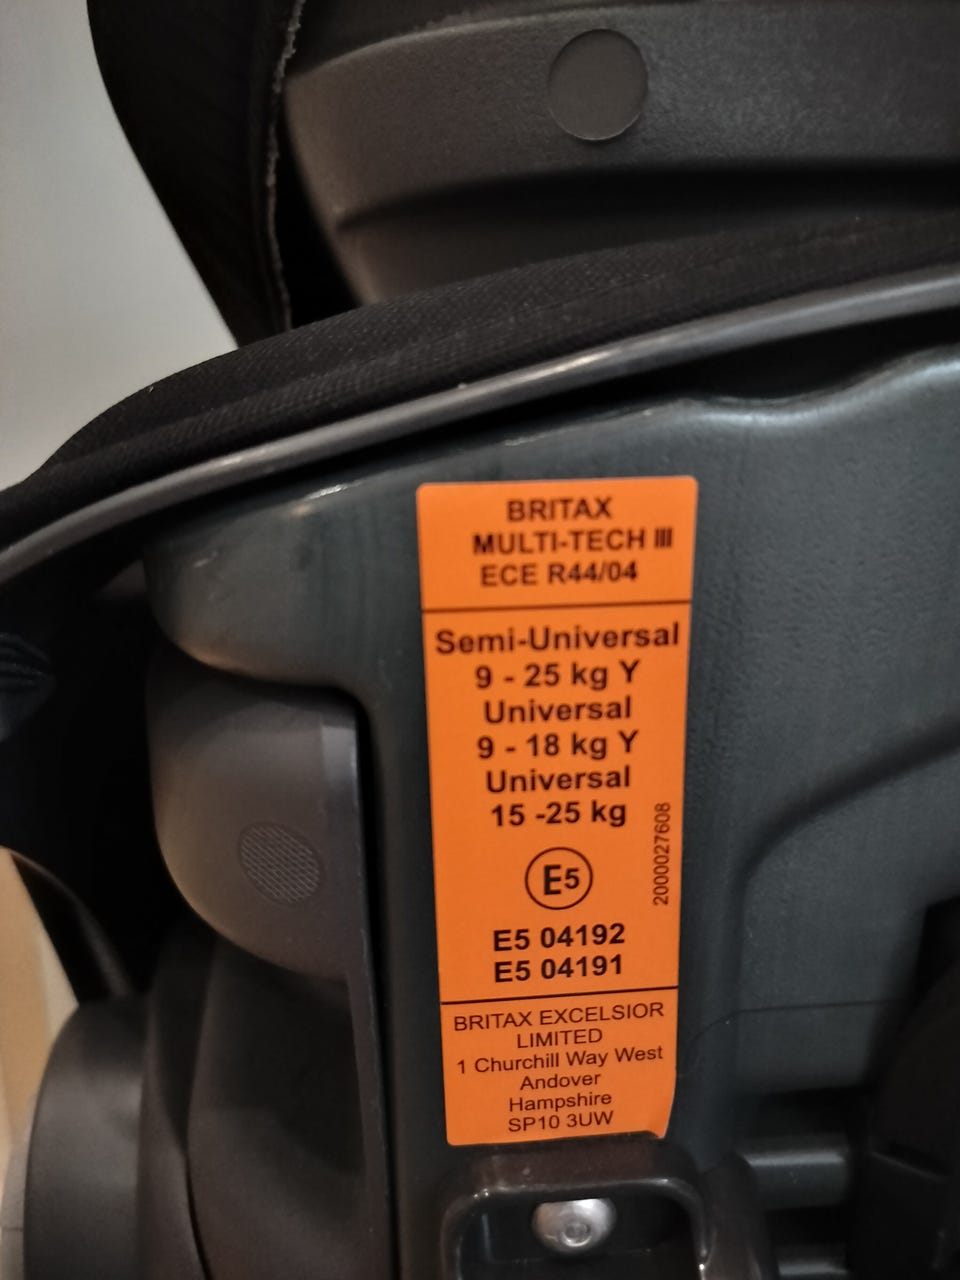 BRITAX
MULTI-TECH III
ECE R44/04
Semi-Universal
9 - 25 kg Y
Universal
9 - 18 kg Y
Universal
15 -25 kg
2000027608
E5
E5 04192
E5 04191
BRITAX EXCELSIOR
LIMITED
1 Churchill Way West
Andover
Hampshire
SP10 3UW